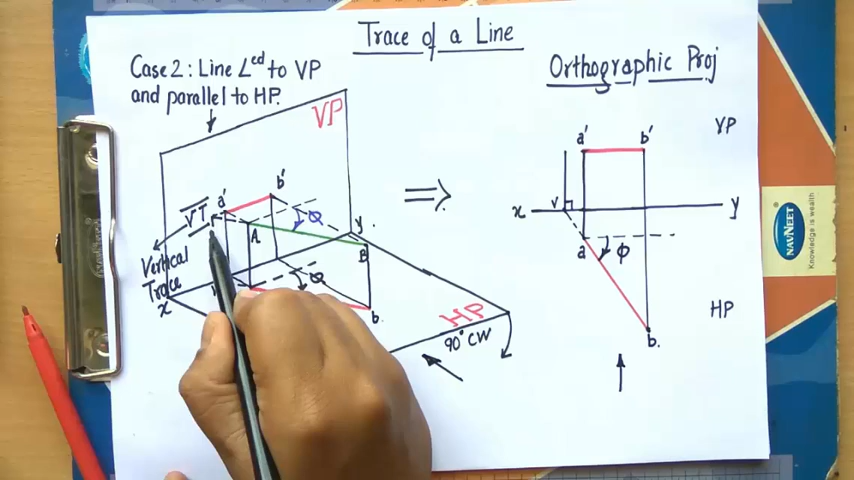 Trace of a Line
Case 2: Line ∠ed to VP
and parallel to HP.
Orthographic Proj
VP
VP
a' b'
a' b'
VT
φ
x v y
A
y
B
a φ
Vertical
Trace
φ
x
HP
HP
b.
90° CW
b.
NAVNEET
Knowledge is wealth